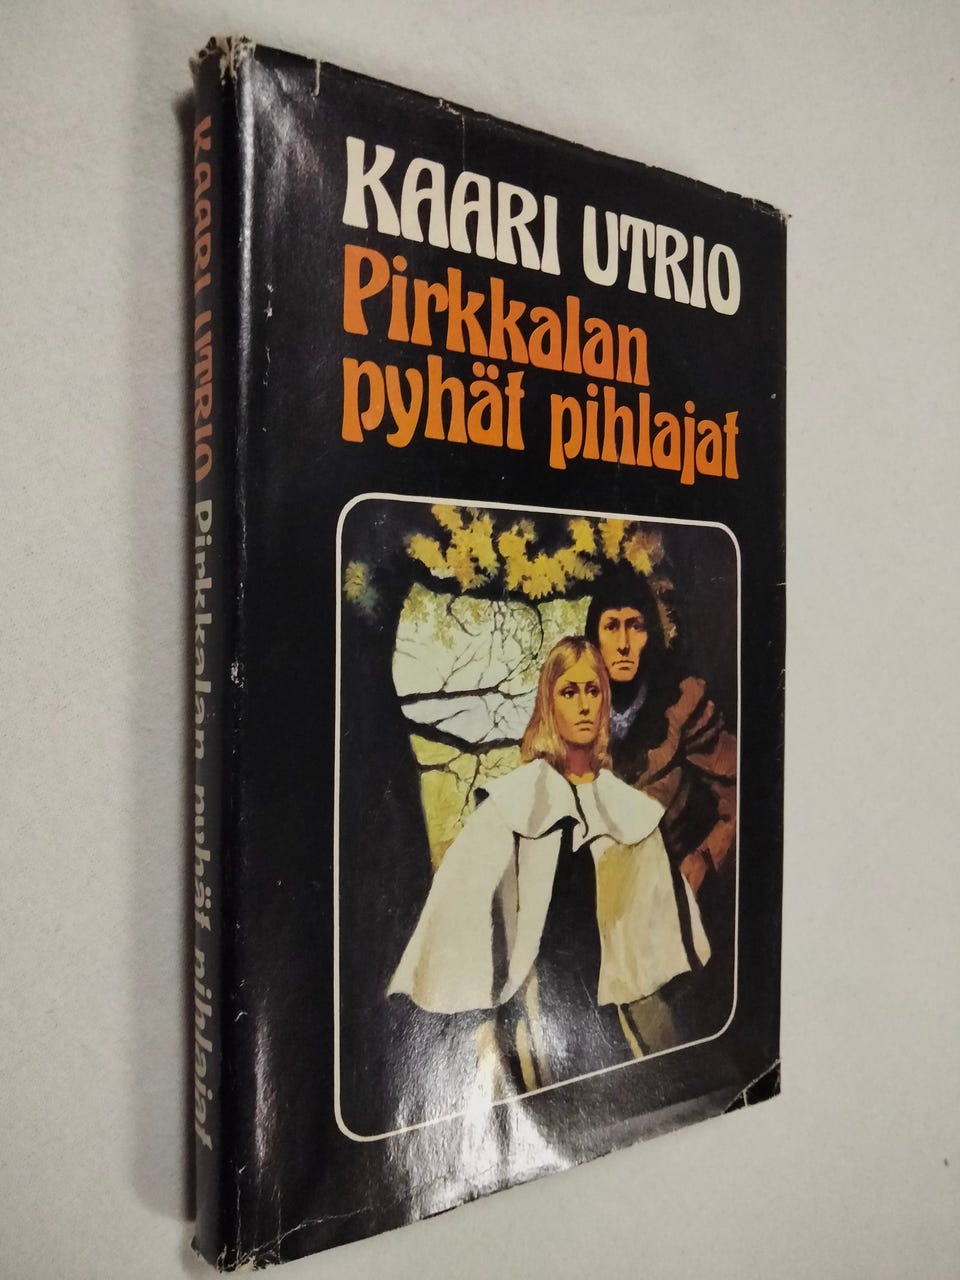 KAARI UTRIO
Pirkkalan
pyhät pihlajat
KAARI UTRIO Pirkkalan pyhät pihlajat